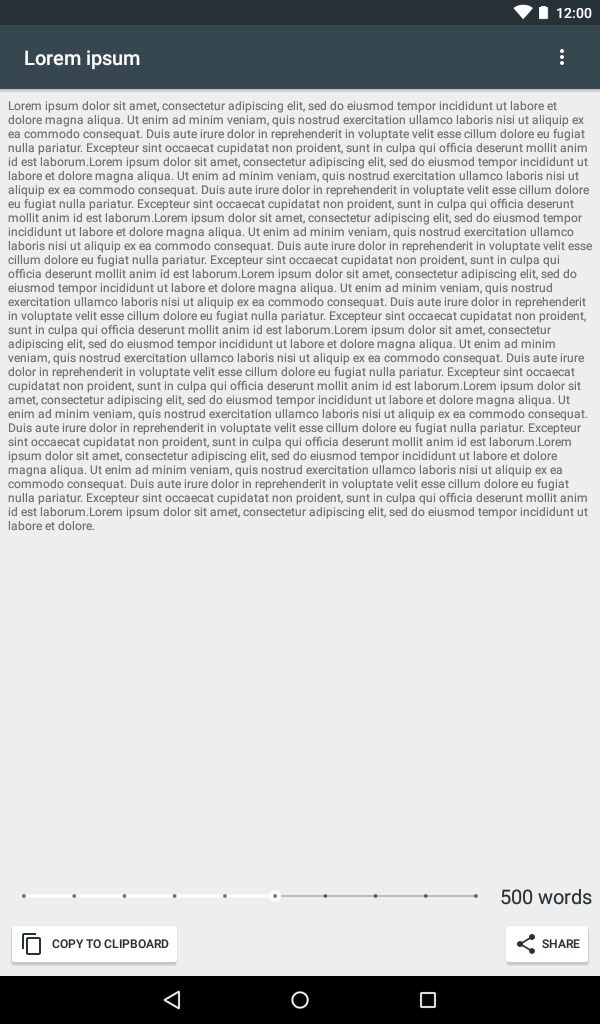 12:00
Lorem ipsum
Lorem ipsum dolor sit amet, consectetur adipiscing elit, sed do eiusmod tempor incididunt ut labore et
dolore magna aliqua. Ut enim ad minim veniam, quis nostrud exercitation ullamco laboris nisi ut aliquip ex
ea commodo consequat. Duis aute irure dolor in reprehenderit in voluptate velit esse cillum dolore eu fugiat
nulla pariatur. Excepteur sint occaecat cupidatat non proident, sunt in culpa qui officia deserunt mollit anim
id est laborum.Lorem ipsum dolor sit amet, consectetur adipiscing elit, sed do eiusmod tempor incididunt ut
labore et dolore magna aliqua. Ut enim ad minim veniam, quis nostrud exercitation ullamco laboris nisi ut
aliquip ex ea commodo consequat. Duis aute irure dolor in reprehenderit in voluptate velit esse cillum dolore
eu fugiat nulla pariatur. Excepteur sint occaecat cupidatat non proident, sunt in culpa qui officia deserunt
mollit anim id est laborum.Lorem ipsum dolor sit amet, consectetur adipiscing elit, sed do eiusmod tempor
incididunt ut labore et dolore magna aliqua. Ut enim ad minim veniam, quis nostrud exercitation ullamco
laboris nisi ut aliquip ex ea commodo consequat. Duis aute irure dolor in reprehenderit in voluptate velit esse
cillum dolore eu fugiat nulla pariatur. Excepteur sint occaecat cupidatat non proident, sunt in culpa qui
officia deserunt mollit anim id est laborum.Lorem ipsum dolor sit amet, consectetur adipiscing elit, sed do
eiusmod tempor incididunt ut labore et dolore magna aliqua. Ut enim ad minim veniam, quis nostrud
exercitation ullamco laboris nisi ut aliquip ex ea commodo consequat. Duis aute irure dolor in reprehenderit
in voluptate velit esse cillum dolore eu fugiat nulla pariatur. Excepteur sint occaecat cupidatat non proident,
sunt in culpa qui officia deserunt mollit anim id est laborum.Lorem ipsum dolor sit amet, consectetur
adipiscing elit, sed do eiusmod tempor incididunt ut labore et dolore magna aliqua. Ut enim ad minim
veniam, quis nostrud exercitation ullamco laboris nisi ut aliquip ex ea commodo consequat. Duis aute irure
dolor in reprehenderit in voluptate velit esse cillum dolore eu fugiat nulla pariatur. Excepteur sint occaecat
cupidatat non proident, sunt in culpa qui officia deserunt mollit anim id est laborum.Lorem ipsum dolor sit
amet, consectetur adipiscing elit, sed do eiusmod tempor incididunt ut labore et dolore magna aliqua. Ut
enim ad minim veniam, quis nostrud exercitation ullamco laboris nisi ut aliquip ex ea commodo consequat.
Duis aute irure dolor in reprehenderit in voluptate velit esse cillum dolore eu fugiat nulla pariatur. Excepteur
sint occaecat cupidatat non proident, sunt in culpa qui officia deserunt mollit anim id est laborum.Lorem
ipsum dolor sit amet, consectetur adipiscing elit, sed do eiusmod tempor incididunt ut labore et dolore
magna aliqua. Ut enim ad minim veniam, quis nostrud exercitation ullamco laboris nisi ut aliquip ex ea
commodo consequat. Duis aute irure dolor in reprehenderit in voluptate velit esse cillum dolore eu fugiat
nulla pariatur. Excepteur sint occaecat cupidatat non proident, sunt in culpa qui officia deserunt mollit anim
id est laborum.Lorem ipsum dolor sit amet, consectetur adipiscing elit, sed do eiusmod tempor incididunt ut
labore et dolore.
500 words
COPY TO CLIPBOARD
SHARE